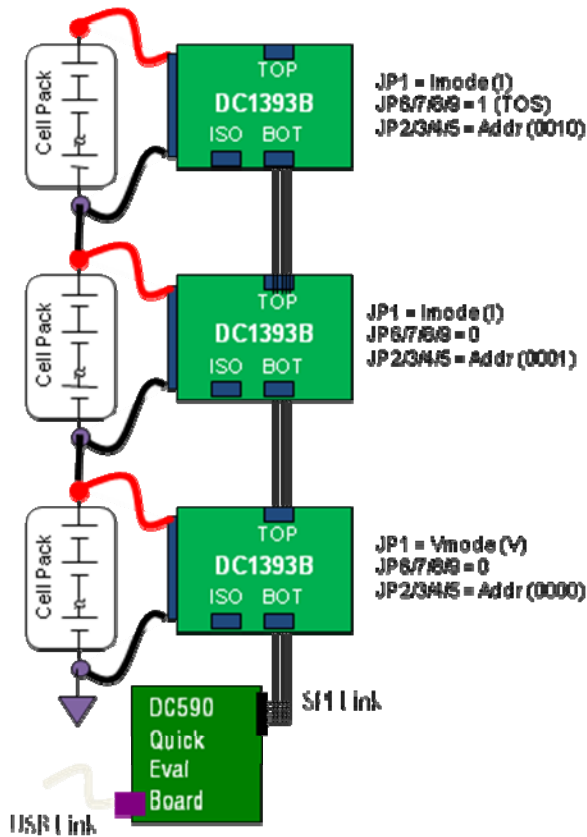 Cell Pack
TOP
DC1393B
ISO BOT
JP1 = Imode (I)
JP6/7/8/9 = 1 (TOS)
JP2/3/4/5 = Addr (0010)
Cell Pack
TOP
DC1393B
ISO BOT
JP1 = Imode (I)
JP6/7/8/9 = 0
JP2/3/4/5 = Addr (0001)
Cell Pack
TOP
DC1393B
ISO BOT
JP1 = Vmode (V)
JP6/7/8/9 = 0
JP2/3/4/5 = Addr (0000)
DC590
Quick
Eval
Board
SPI Link
USB Link